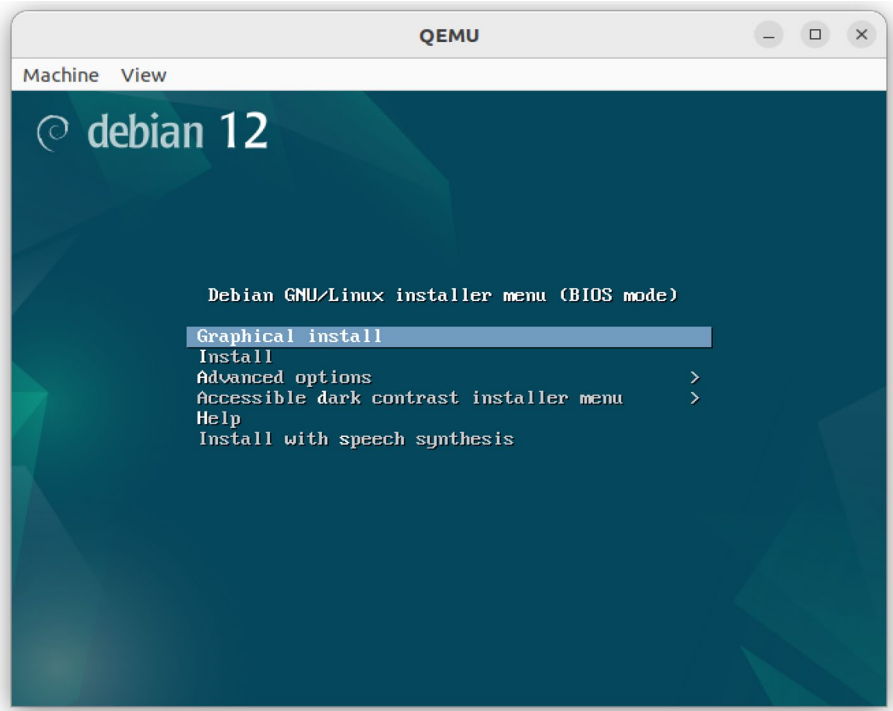 QEMU
Machine View
debian 12
Debian GNU/Linux installer menu (BIOS mode)
Graphical install
Install
Advanced options >
Accessible dark contrast installer menu >
Help
Install with speech synthesis